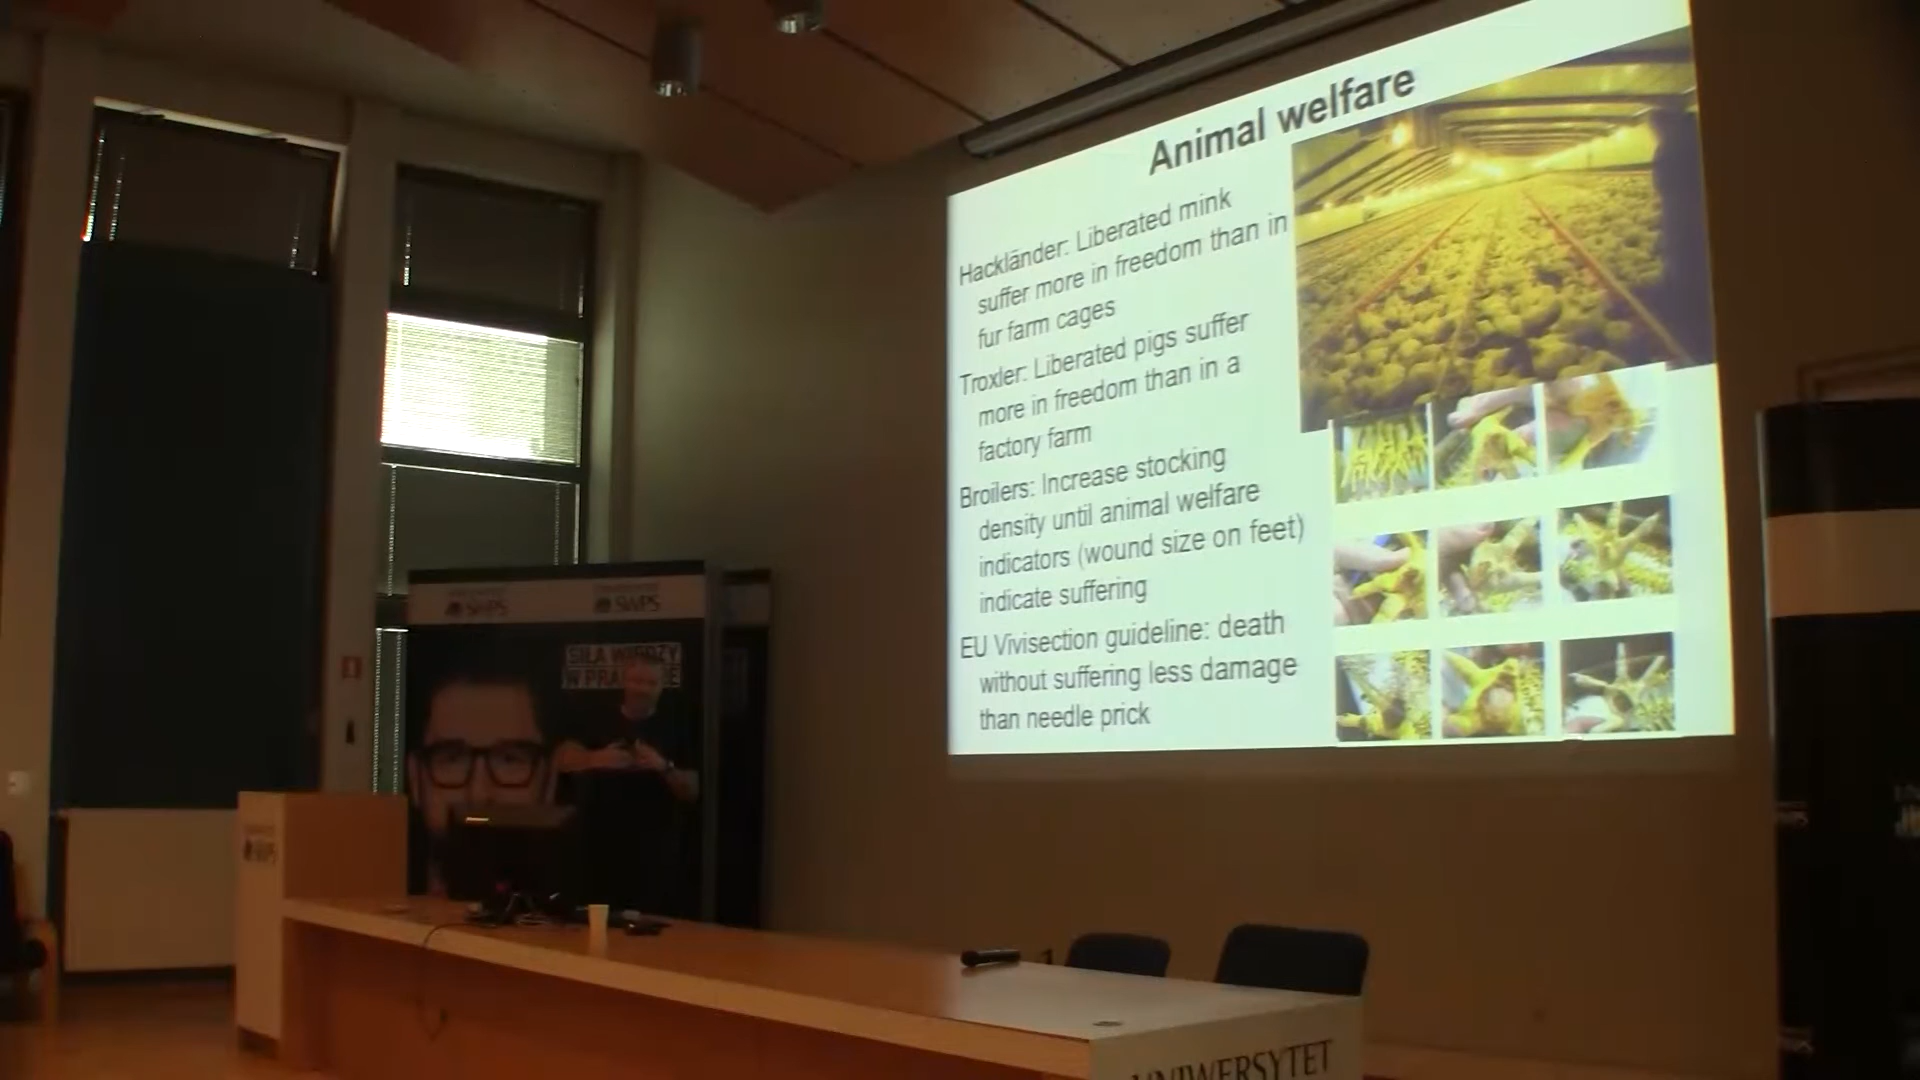 Animal welfare
Hackländer: Liberated mink
suffer more in freedom than in
fur farm cages
Troxler: Liberated pigs suffer
more in freedom than in a
factory farm
Broilers: Increase stocking
density until animal welfare
indicators (wound size on feet)
indicate suffering
EU Vivisection guideline: death
without suffering less damage
than needle prick
SWPS
SWPS
SIŁA WIEDZY
UNIWERSYTET